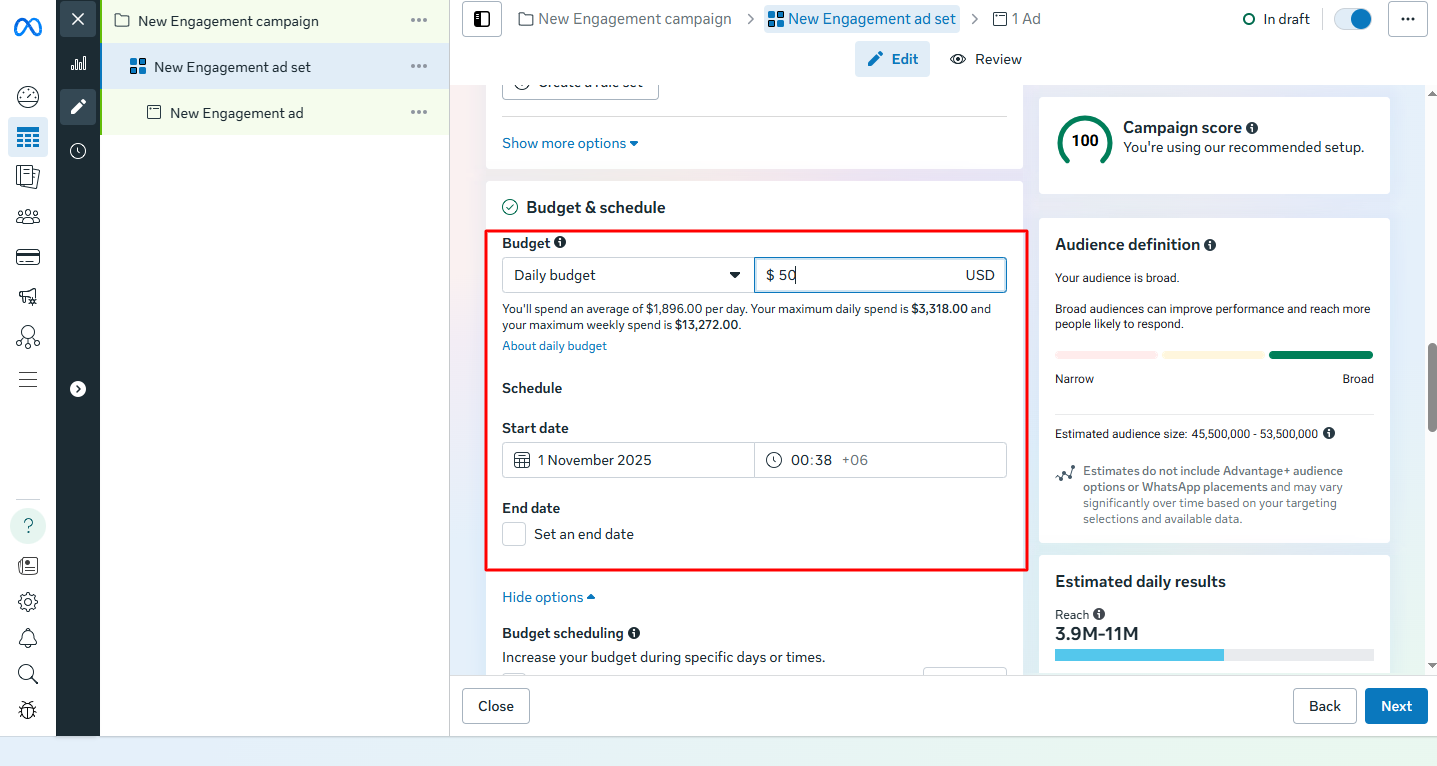 New Engagement campaign
New Engagement ad set
New Engagement ad
New Engagement campaign
New Engagement ad set
1 Ad
In draft
Edit
Review
Create a rule set
Show more options
Budget & schedule
Budget
Daily budget
$ 50
USD
You'll spend an average of $1,896.00 per day. Your maximum daily spend is $3,318.00 and
your maximum weekly spend is $13,272.00.
About daily budget
Schedule
Start date
1 November 2025
00:38 +06
End date
Set an end date
Hide options
Budget scheduling
Increase your budget during specific days or times.
100
Campaign score
You're using our recommended setup.
Audience definition
Your audience is broad.
Broad audiences can improve performance and reach more
people likely to respond.
Narrow
Broad
Estimated audience size: 45,500,000 - 53,500,000
Estimates do not include Advantage+ audience
options or WhatsApp placements and may vary
significantly over time based on your targeting
selections and available data.
Estimated daily results
Reach
3.9M-11M
Close
Back
Next